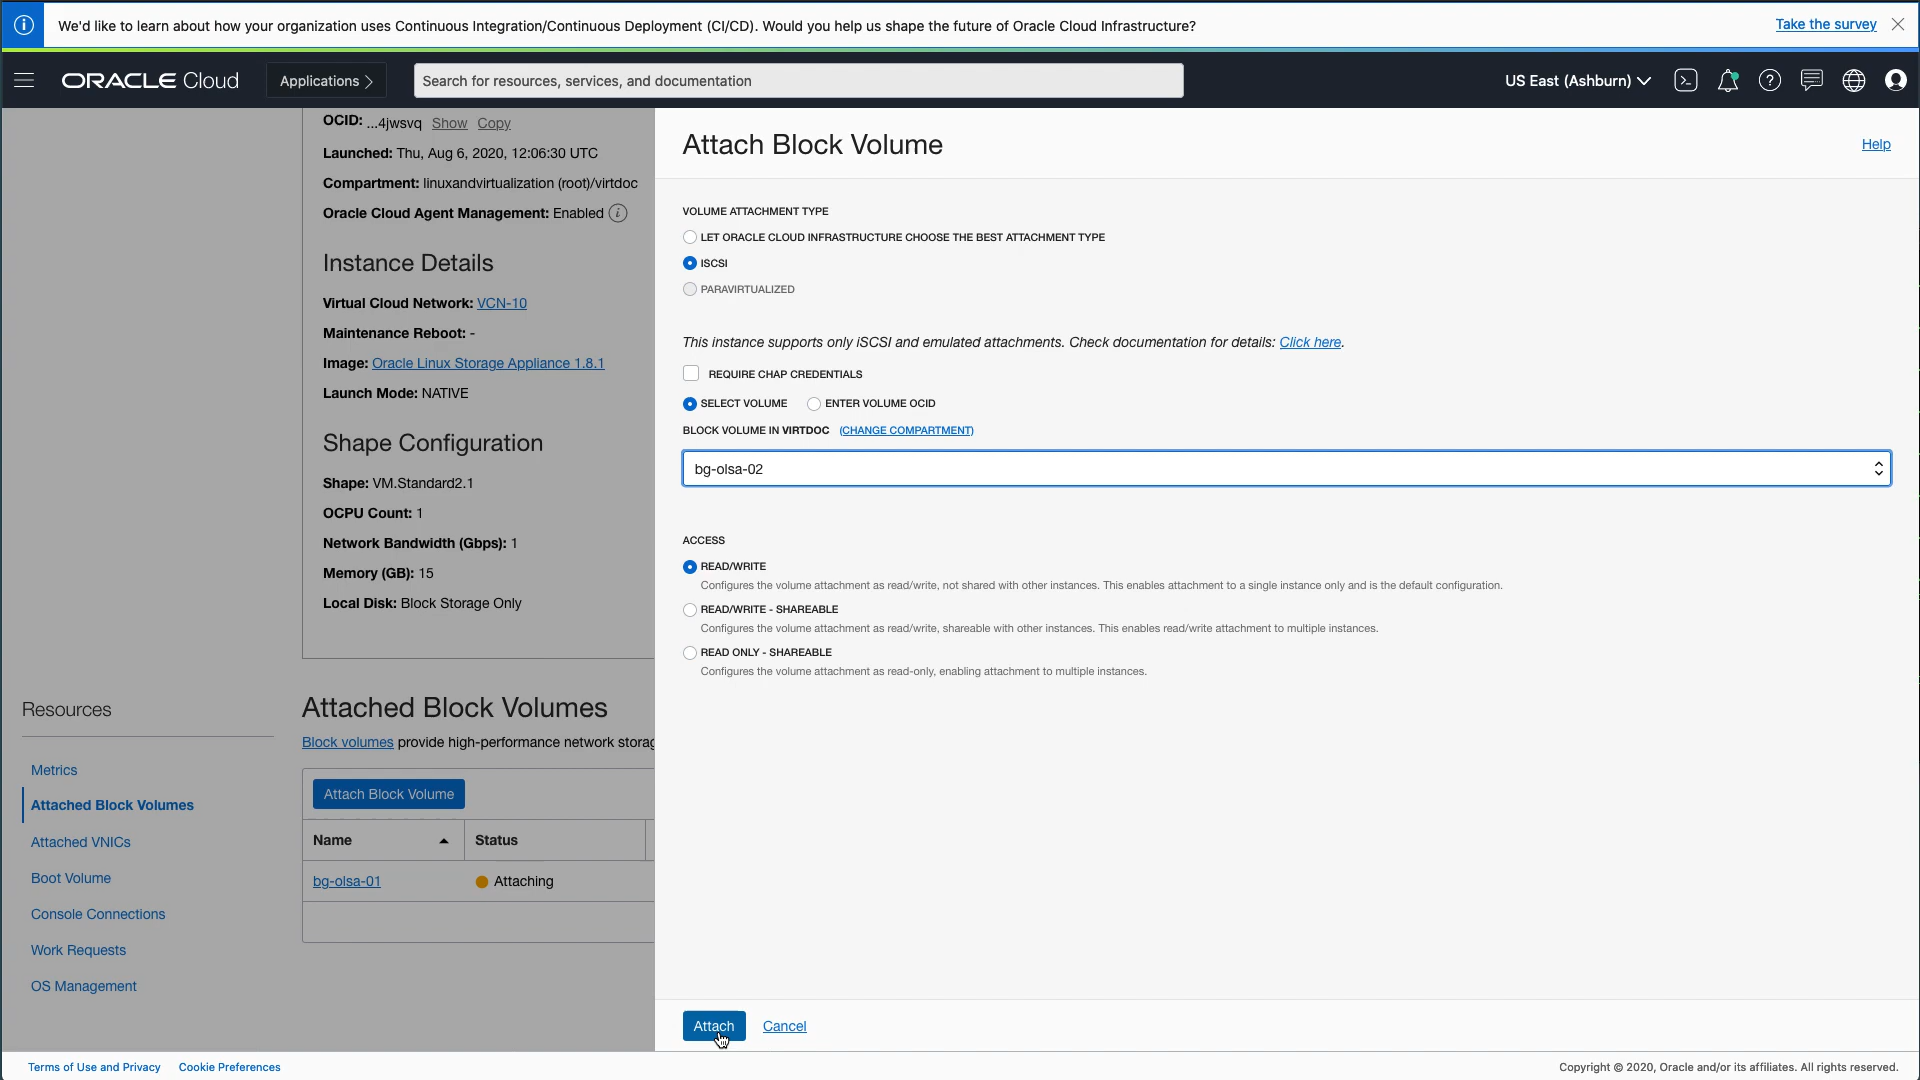 We'd like to learn about how your organization uses Continuous Integration/Continuous Deployment (CI/CD). Would you help us shape the future of Oracle Cloud Infrastructure?
Take the survey
ORACLE Cloud
Applications
Search for resources, services, and documentation
US East (Ashburn)
OCID: ...4jwsvq Show Copy
Launched: Thu, Aug 6, 2020, 12:06:30 UTC
Compartment: linuxandvirtualization (root)/virtdoc
Oracle Cloud Agent Management: Enabled
Instance Details
Virtual Cloud Network: VCN-10
Maintenance Reboot: -
Image: Oracle Linux Storage Appliance 1.8.1
Launch Mode: NATIVE
Shape Configuration
Shape: VM.Standard2.1
OCPU Count: 1
Network Bandwidth (Gbps): 1
Memory (GB): 15
Local Disk: Block Storage Only
Resources
Metrics
Attached Block Volumes
Attached VNICs
Boot Volume
Console Connections
Work Requests
OS Management
Attached Block Volumes
Block volumes provide high-performance network storag
Attach Block Volume
Name Status
bg-olsa-01 Attaching
Attach Block Volume
Help
VOLUME ATTACHMENT TYPE
LET ORACLE CLOUD INFRASTRUCTURE CHOOSE THE BEST ATTACHMENT TYPE
ISCSI
PARAVIRTUALIZED
This instance supports only iSCSI and emulated attachments. Check documentation for details: Click here.
REQUIRE CHAP CREDENTIALS
SELECT VOLUME ENTER VOLUME OCID
BLOCK VOLUME IN VIRTDOC (CHANGE COMPARTMENT)
bg-olsa-02
ACCESS
READ/WRITE
Configures the volume attachment as read/write, not shared with other instances. This enables attachment to a single instance only and is the default configuration.
READ/WRITE - SHAREABLE
Configures the volume attachment as read/write, shareable with other instances. This enables read/write attachment to multiple instances.
READ ONLY - SHAREABLE
Configures the volume attachment as read-only, enabling attachment to multiple instances.
Attach Cancel
Terms of Use and Privacy Cookie Preferences
Copyright © 2020, Oracle and/or its affiliates. All rights reserved.